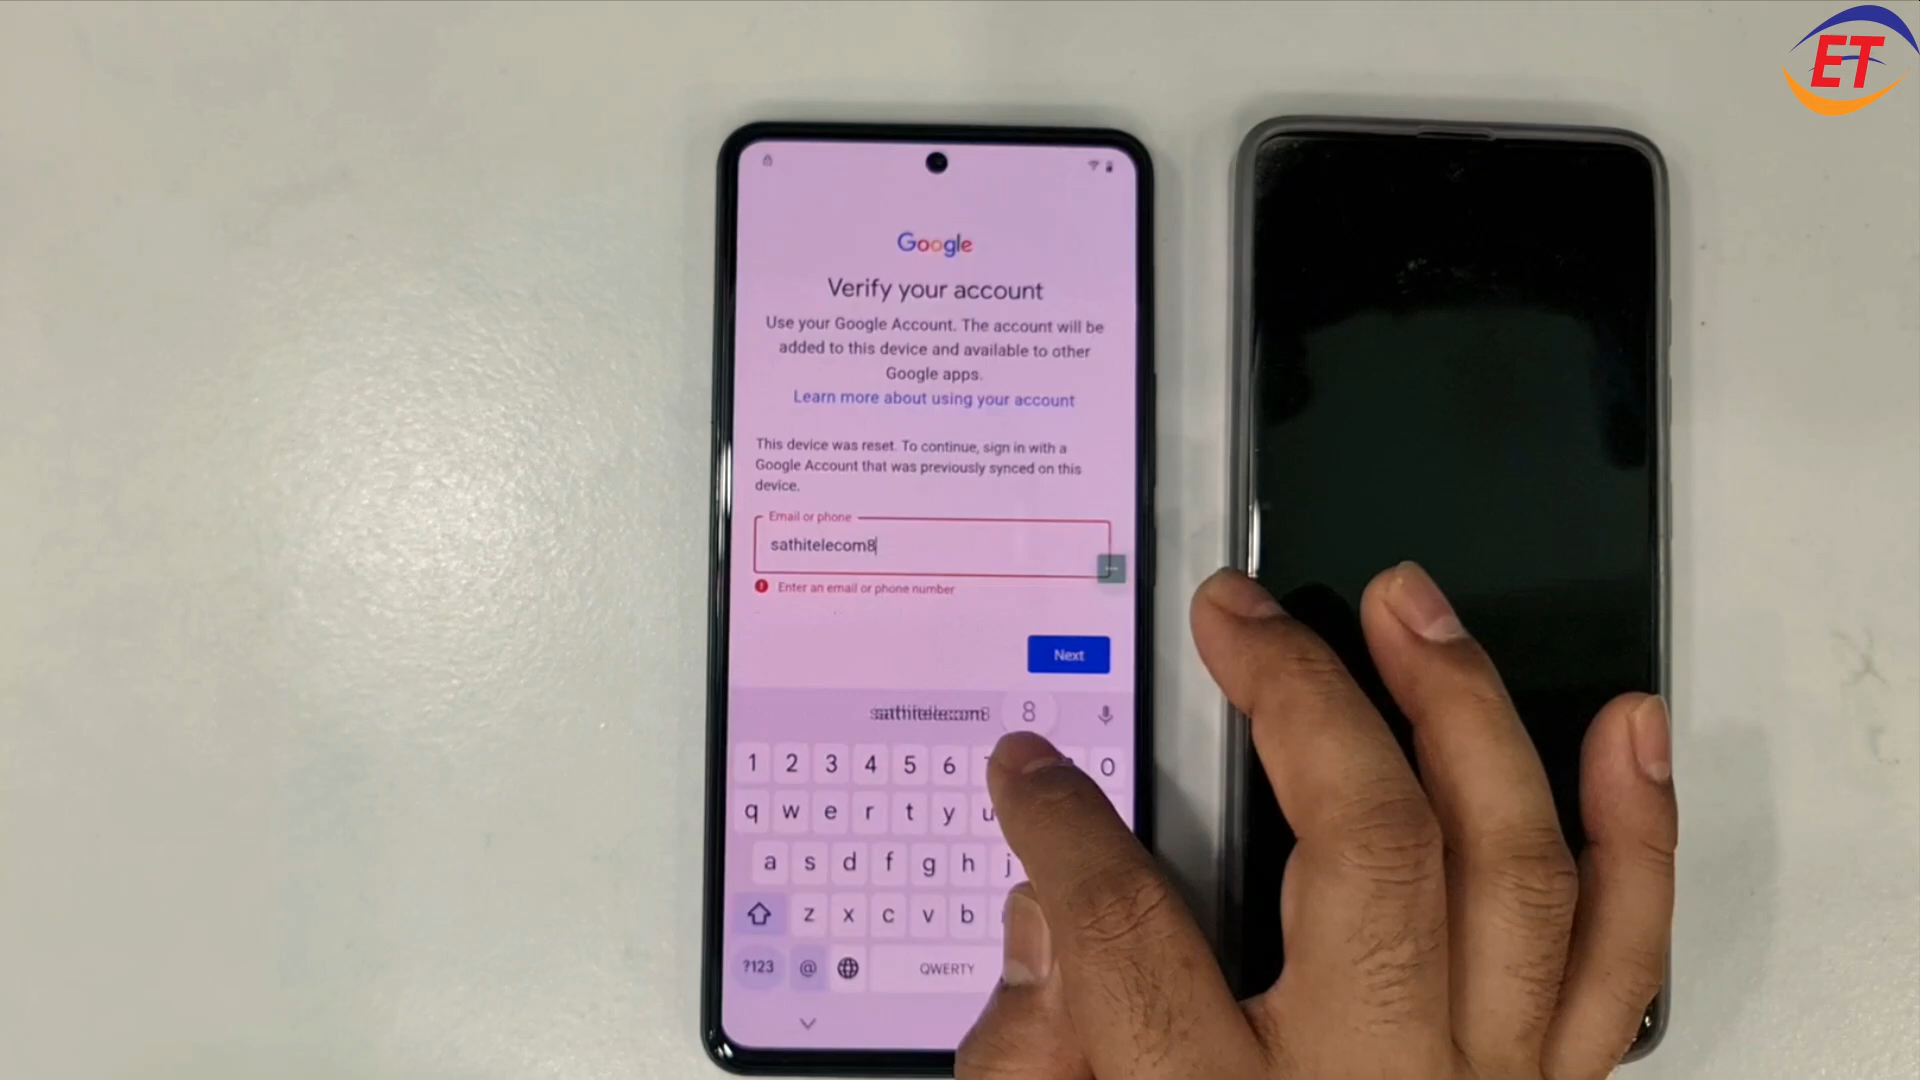 ET
Google
Verify your account
Use your Google Account. The account will be
added to this device and available to other
Google apps.
Learn more about using your account
This device was reset. To continue, sign in with a
Google Account that was previously synced on this
device.
Email or phone
sathitelecom8
Enter an email or phone number
Next
8
1 2 3 4 5 6 0
q w e r t y u
a s d f g h j
z x c v b
?123 @ QWERTY